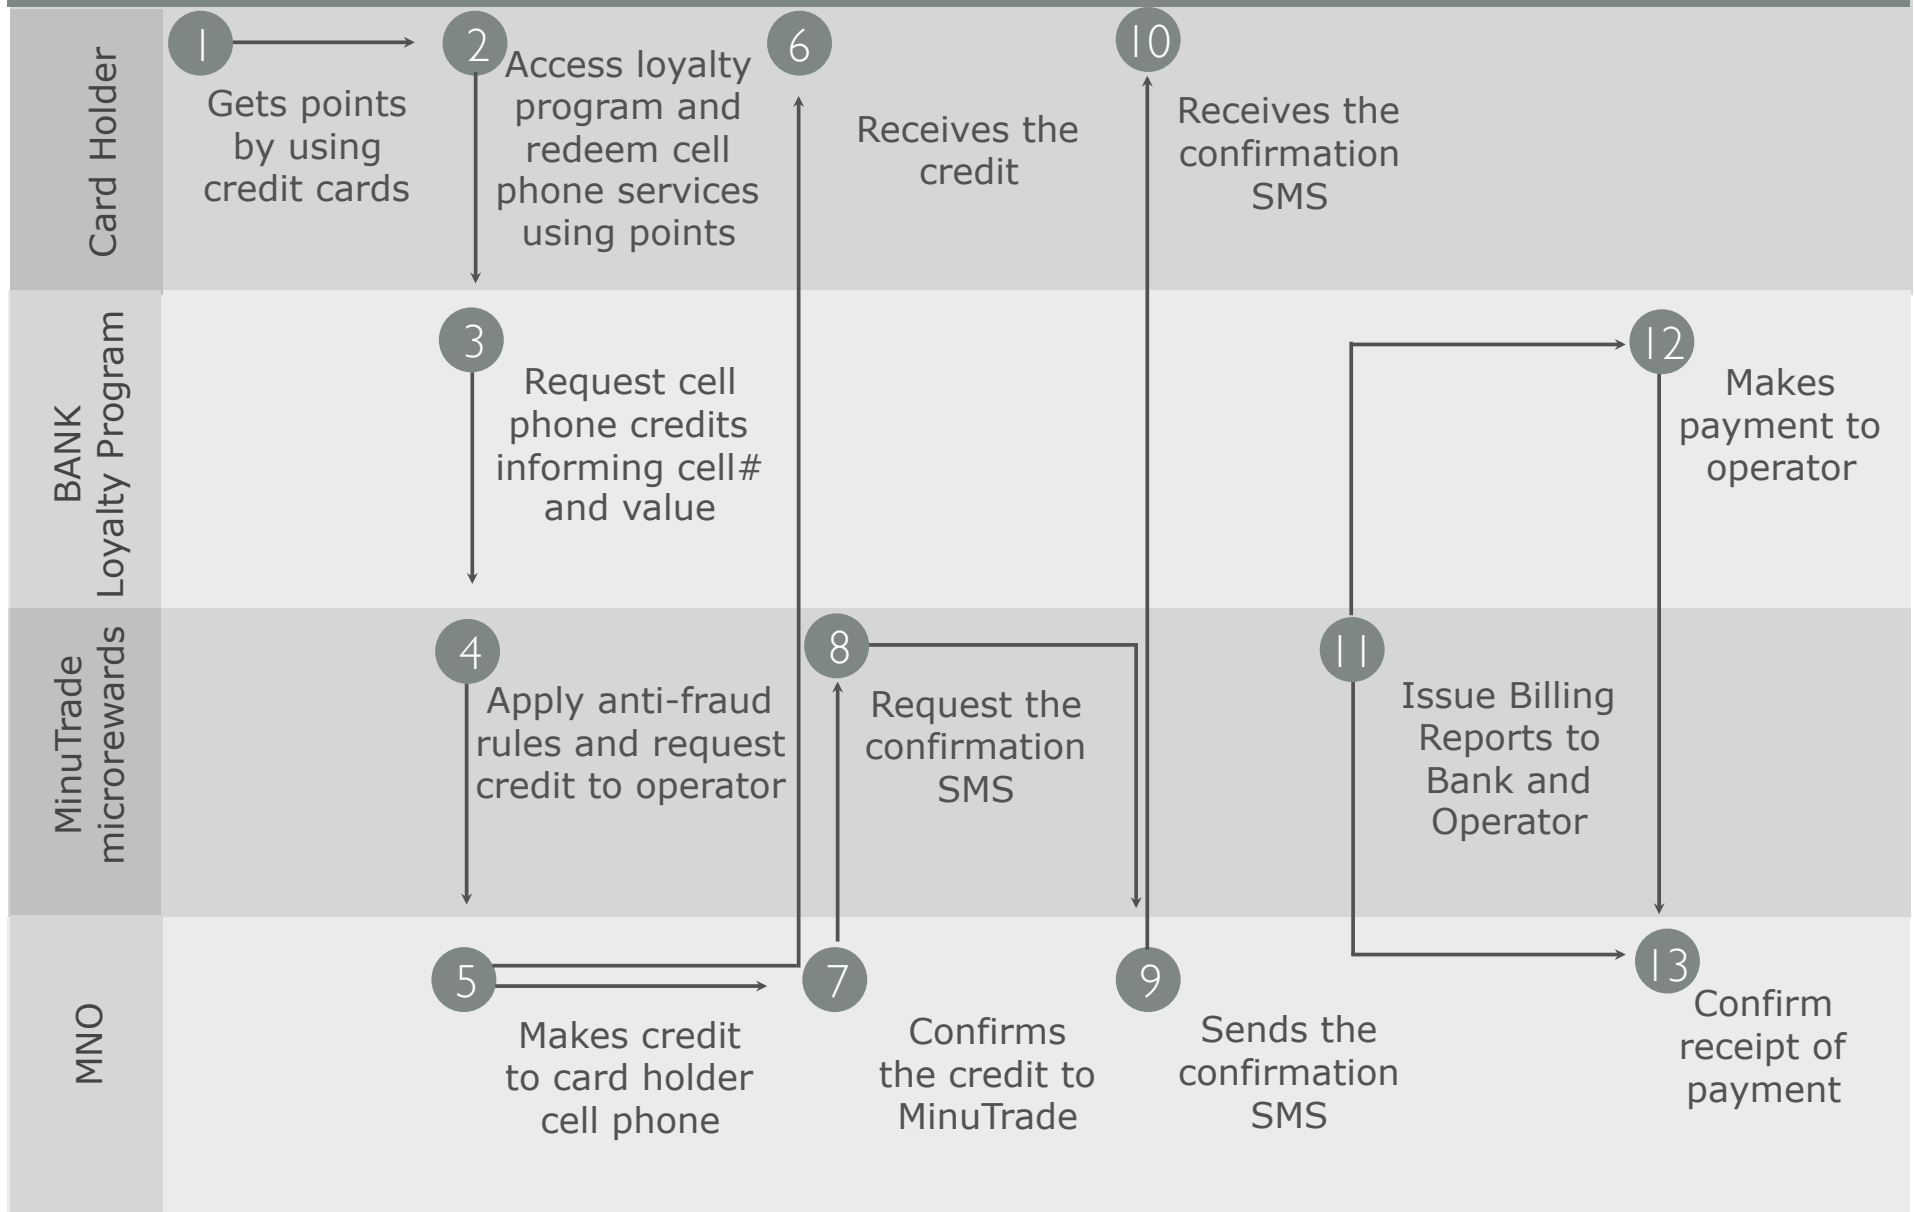 Card Holder
1
Gets points
by using
credit cards
2
Access loyalty
program and
redeem cell
phone services
using points
6
Receives the
credit
10
Receives the
confirmation
SMS
BANK
Loyalty Program
3
Request cell
phone credits
informing cell#
and value
12
Makes
payment to
operator
MinuTrade
microrewards
4
Apply anti-fraud
rules and request
credit to operator
8
Request the
confirmation
SMS
11
Issue Billing
Reports to
Bank and
Operator
MNO
5
Makes credit
to card holder
cell phone
7
Confirms
the credit to
MinuTrade
9
Sends the
confirmation
SMS
13
Confirm
receipt of
payment